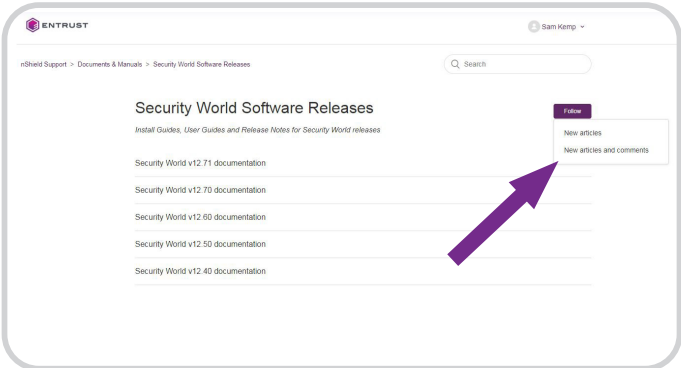 ENTRUST
Sam Kemp
nShield Support > Documents & Manuals > Security World Software Releases
Search
Security World Software Releases
Follow
Install Guides, User Guides and Release Notes for Security World releases
New articles
New articles and comments
Security World v12.71 documentation
Security World v12.70 documentation
Security World v12.60 documentation
Security World v12.50 documentation
Security World v12.40 documentation